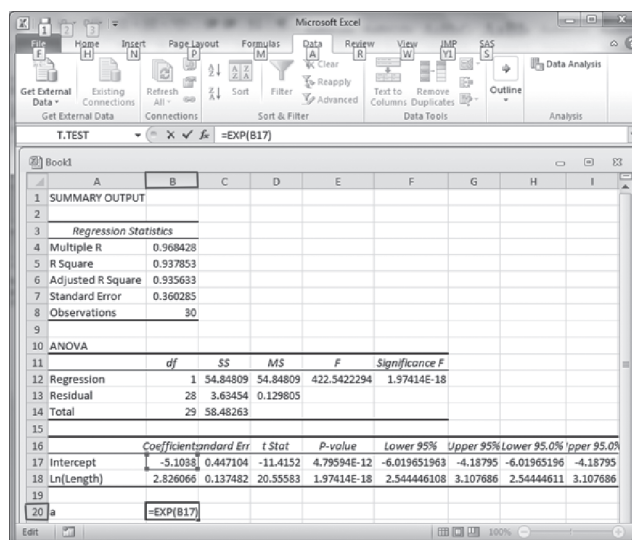 Microsoft Excel
1 2 3
File Home Insert Page Layout Formulas Data Review View JMP SAS
F H N P M A R W Y1 S
Get External Data
Existing Connections
Refresh All
Sort
Filter
Clear
Reapply
Advanced
Text to Columns
Remove Duplicates
Outline
Data Analysis
Get External Data Connections Sort & Filter Data Tools Analysis
T.TEST fx =EXP(B17)
Book1
A B C D E F G H I
1 SUMMARY OUTPUT
2
3 Regression Statistics
4 Multiple R 0.968428
5 R Square 0.937853
6 Adjusted R Square 0.935633
7 Standard Error 0.360285
8 Observations 30
9
10 ANOVA
11 df SS MS F Significance F
12 Regression 1 54.84809 54.84809 422.5422294 1.97414E-18
13 Residual 28 3.63454 0.129805
14 Total 29 58.48263
15
16 Coefficients andard Err t Stat P-value Lower 95% Upper 95% Lower 95.0% pper 95.0%
17 Intercept -5.1038 0.447104 -11.4152 4.79594E-12 -6.019651963 -4.18795 -6.01965196 -4.18795
18 Ln(Length) 2.826066 0.137482 20.55583 1.97414E-18 2.544446108 3.107686 2.54444611 3.107686
19
20 a =EXP(B17)
Edit 100%